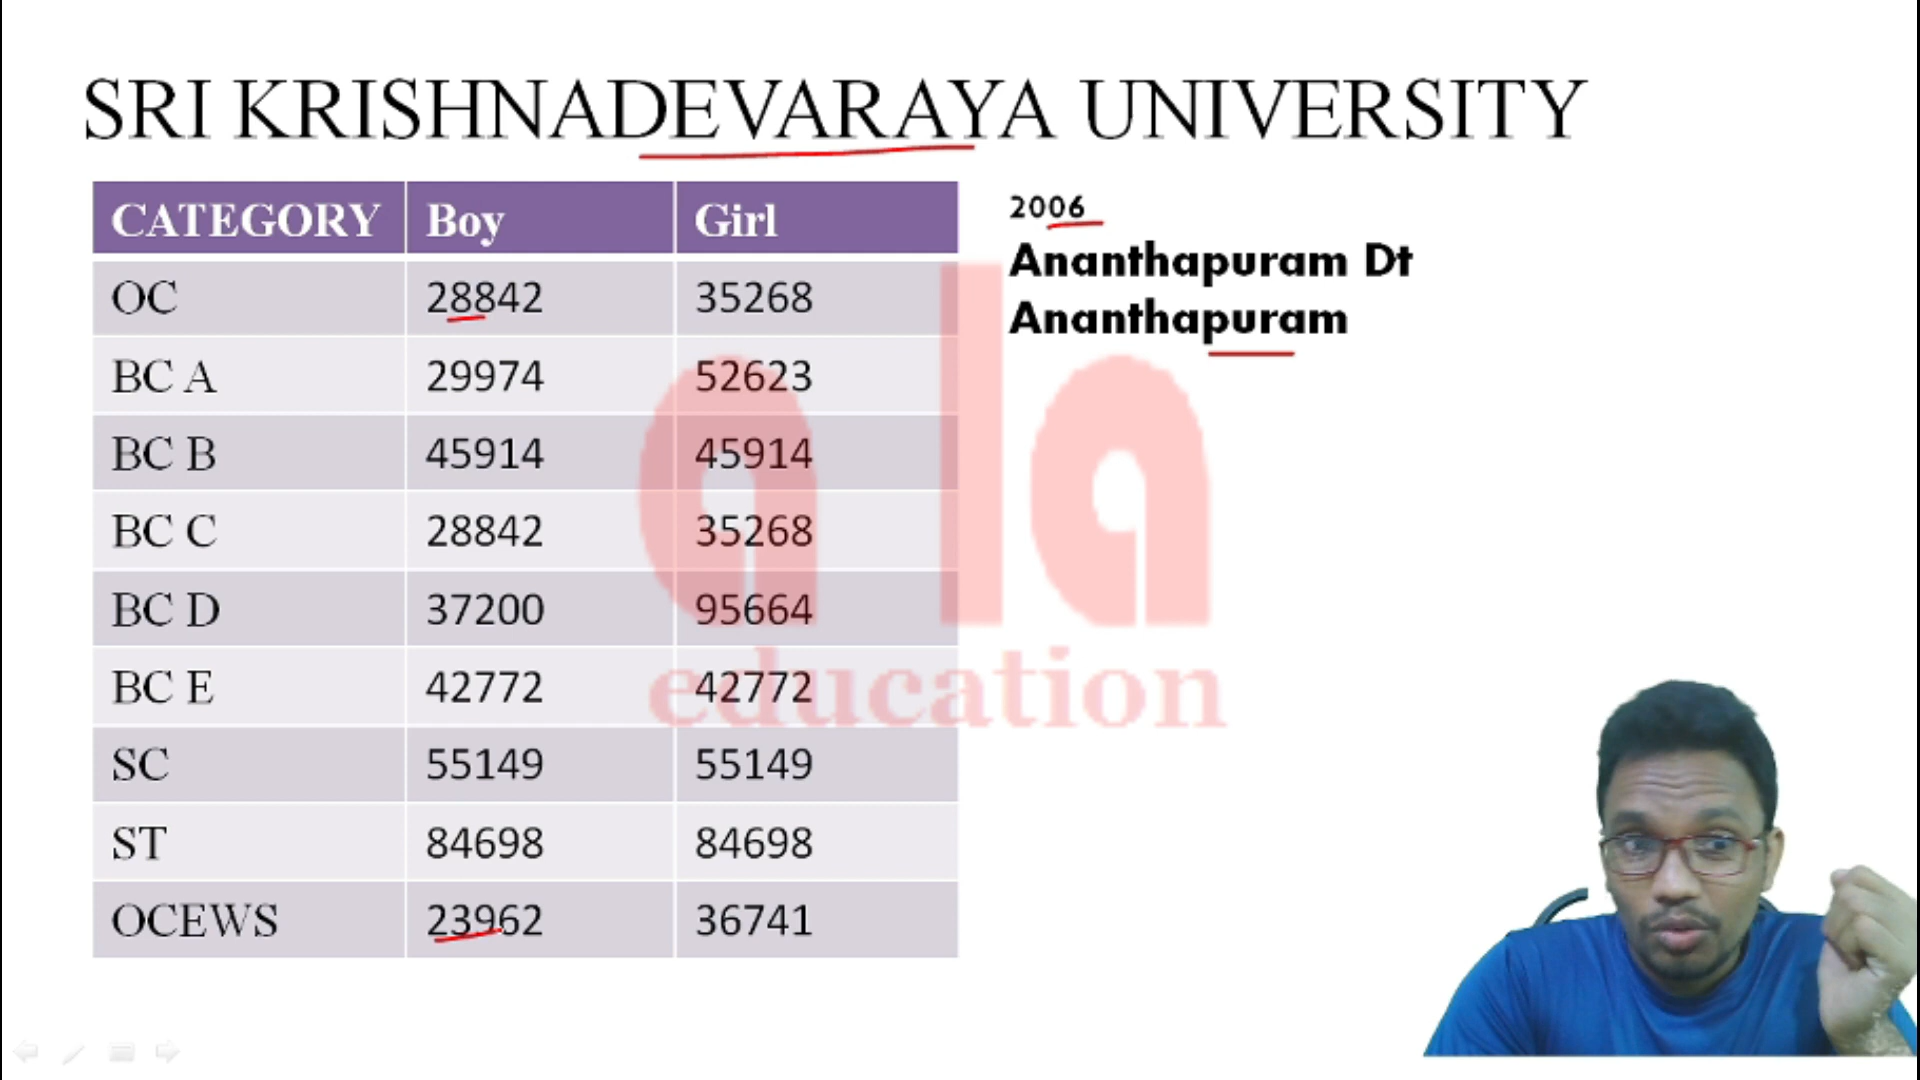 SRI KRISHNADEVARAYA UNIVERSITY
CATEGORY Boy Girl
OC 28842 35268
BC A 29974 52623
BC B 45914 45914
BC C 28842 35268
BC D 37200 95664
BC E 42772 42772
SC 55149 55149
ST 84698 84698
OCEWS 23962 36741
2006
Ananthapuram Dt
Ananthapuram
a la
education